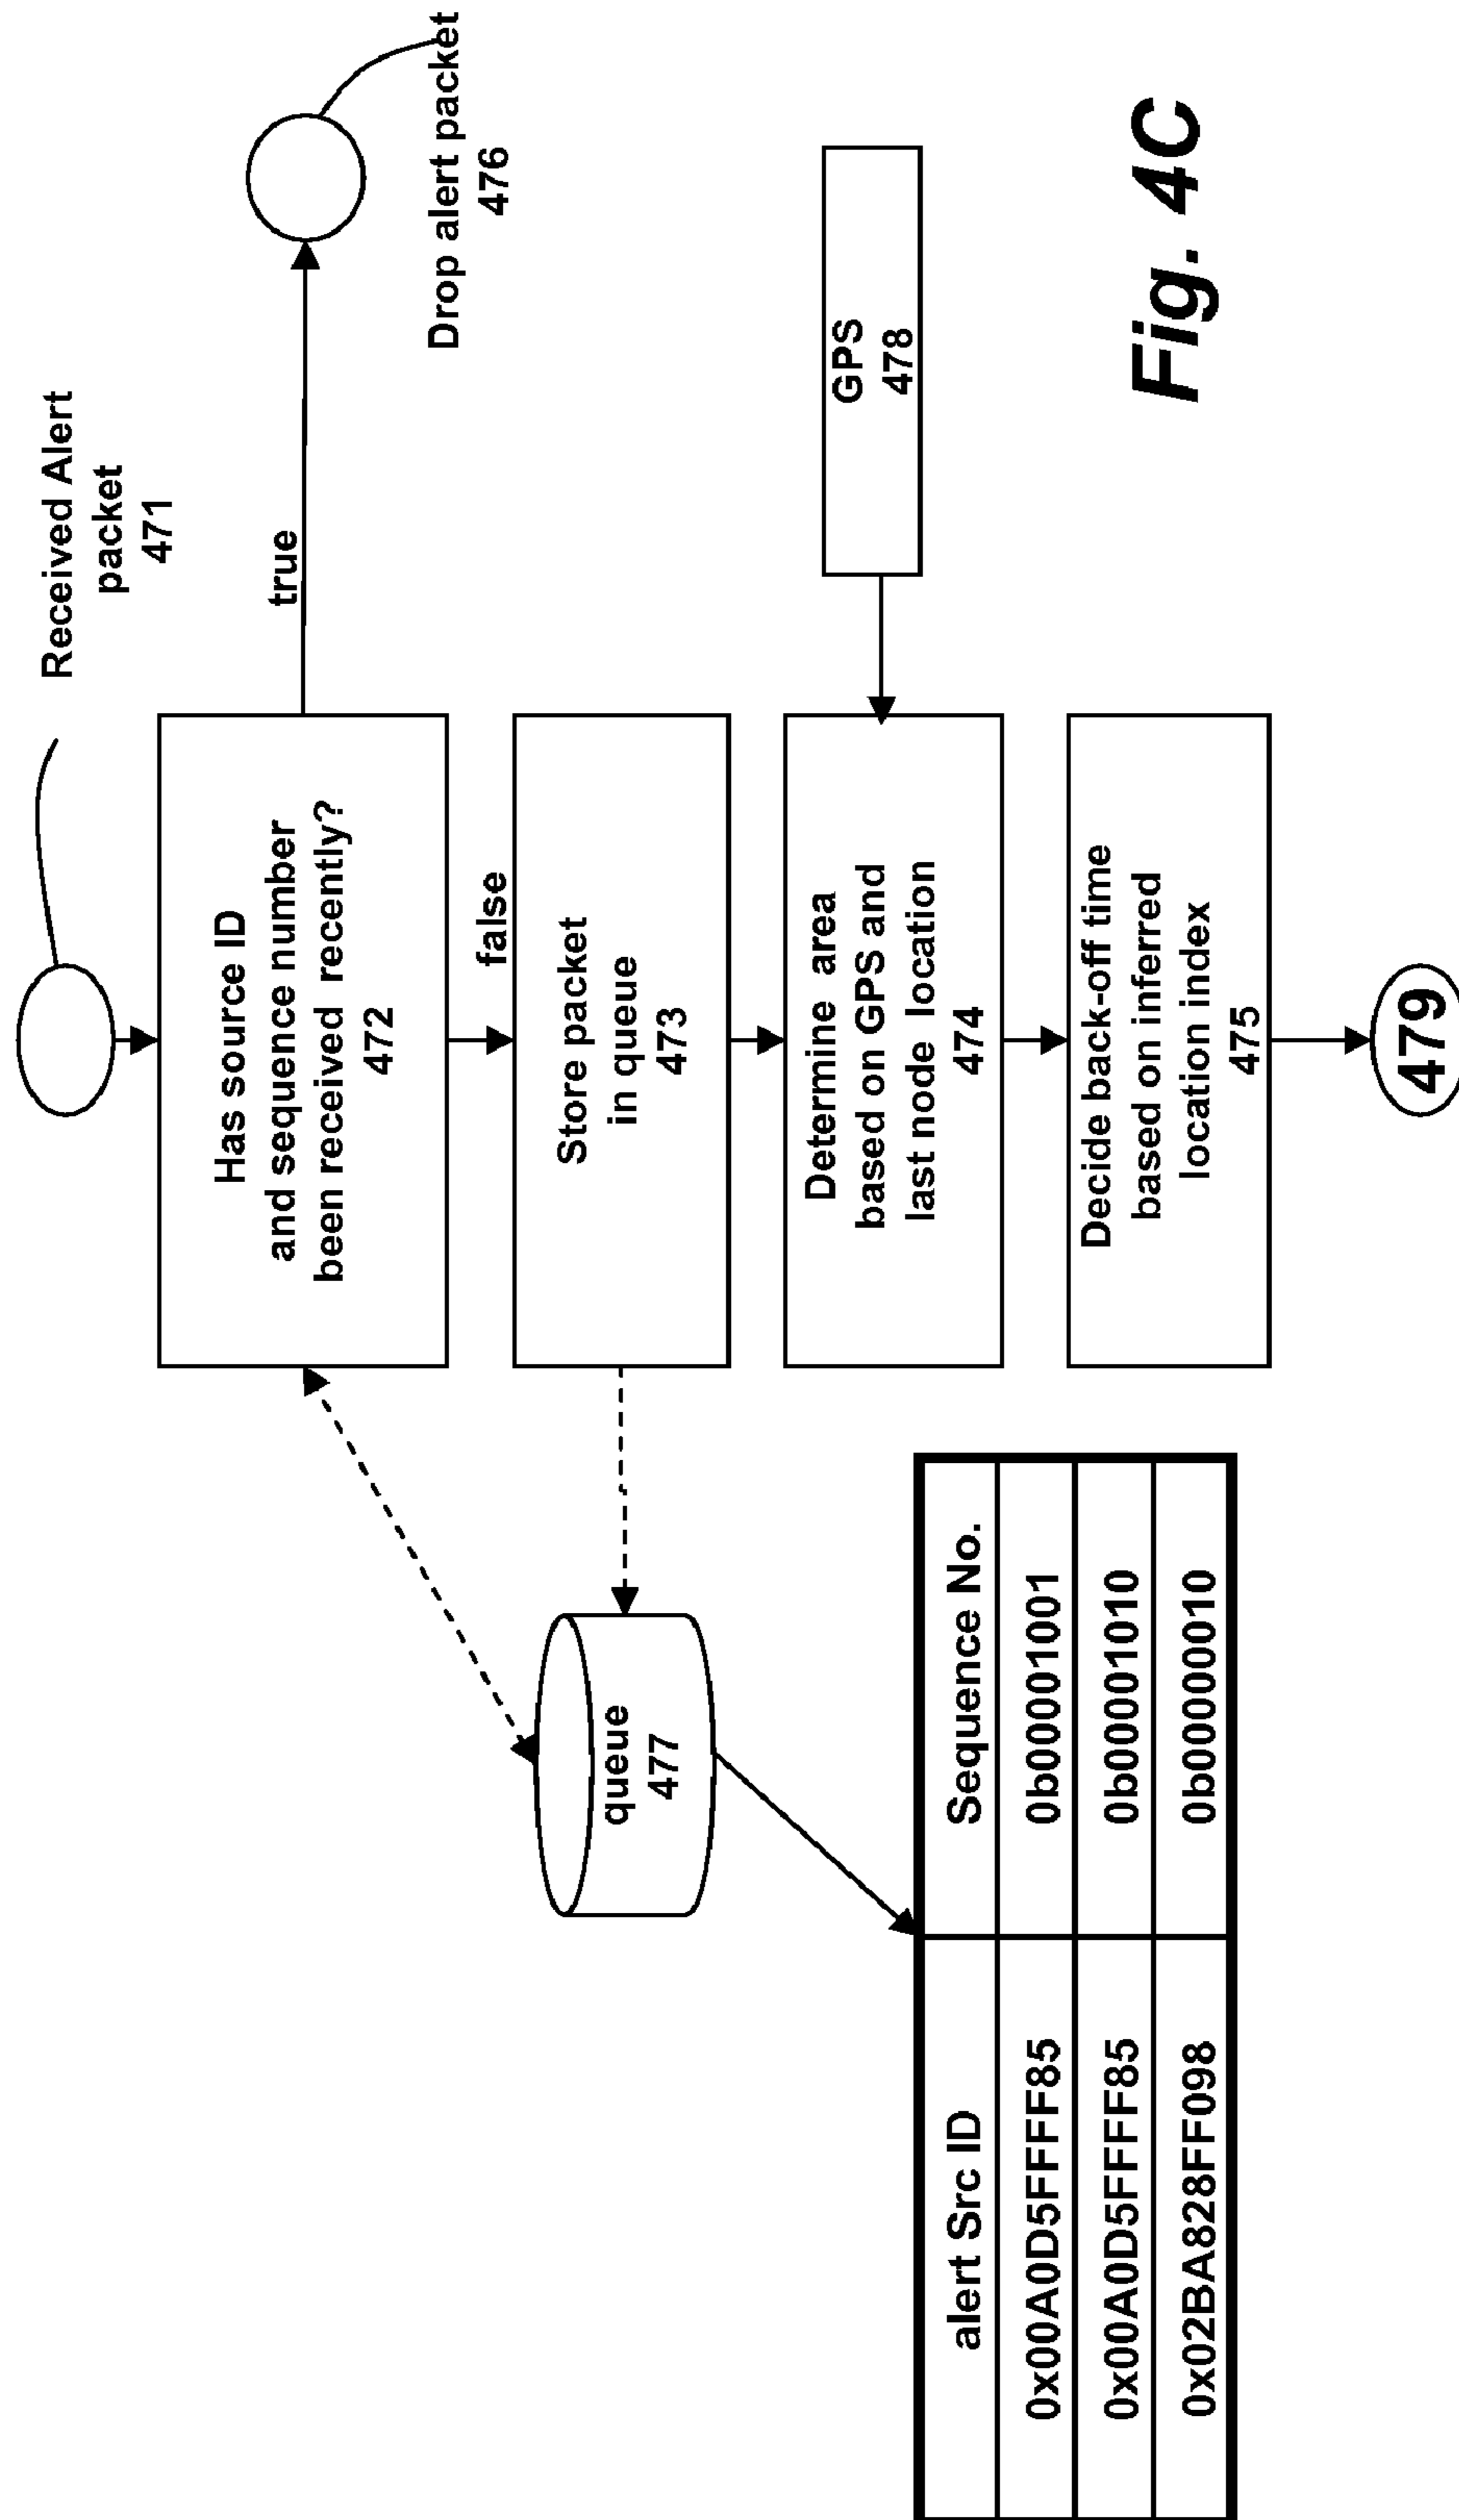 Received Alert
packet
471
true
Drop alert packet
476
Has source ID
and sequence number
been received recently?
472
false
Store packet
in queue
473
queue
477
Determine area
based on GPS and
last node location
474
GPS
478
Decide back-off time
based on inferred
location index
475
479
alert Src ID Sequence No.
0x00A0D5FFFF85 0b00001001
0x00A0D5FFFF85 0b00001010
0x02BA828FF098 0b00000010
Fig. 4C